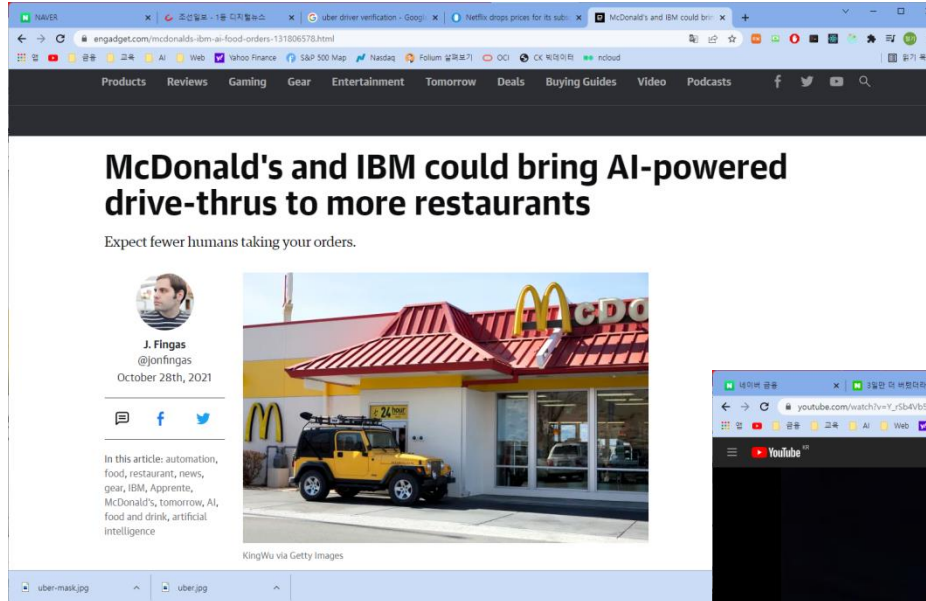 NAVER
조선일보 - 1등 디지털뉴스
uber driver verification - Googl
Netflix drops prices for its subs
McDonald's and IBM could brin
engadget.com/mcdonalds-ibm-ai-food-orders-131806578.html
앱
금융
교육
AI
Web
Yahoo Finance
S&P 500 Map
Nasdaq
Folium 살펴보기
OCI
CK 빅데이터
ncloud
읽기 목
Products Reviews Gaming Gear Entertainment Tomorrow Deals Buying Guides Video Podcasts
McDonald's and IBM could bring AI-powered
drive-thrus to more restaurants
Expect fewer humans taking your orders.
J. Fingas
@jonfingas
October 28th, 2021
In this article: automation,
food, restaurant, news,
gear, IBM, Apprente,
McDonald's, tomorrow, AI,
food and drink, artificial
intelligence
McDO
24 hour
KingWu via Getty Images
uber-mask.jpg
uber.jpg
네이버 금융
youtube.com/watch?v=Y_rSb4Vb5
앱
금융
교육
AI
Web
YouTube KR